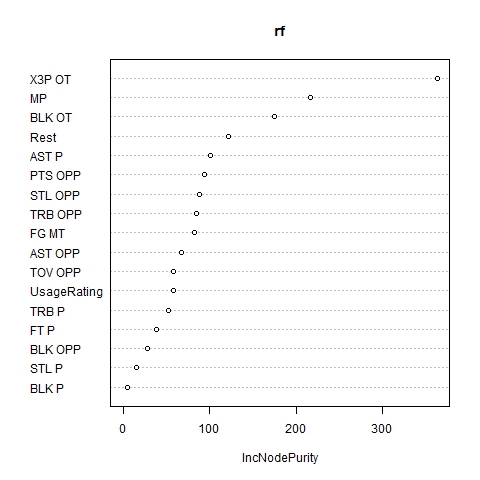 rf
X3P OT
MP
BLK OT
Rest
AST P
PTS OPP
STL OPP
TRB OPP
FG MT
AST OPP
TOV OPP
UsageRating
TRB P
FT P
BLK OPP
STL P
BLK P
0 100 200 300
IncNodePurity